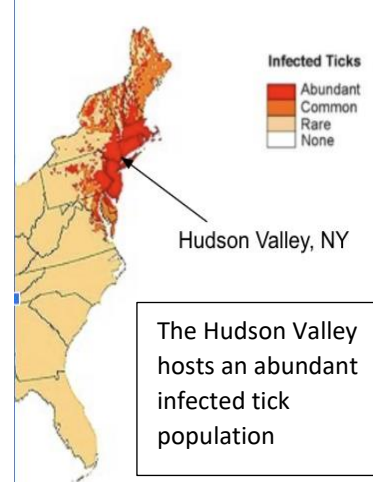 Infected Ticks
Abundant
Common
Rare
None
Hudson Valley, NY
The Hudson Valley
hosts an abundant
infected tick
population